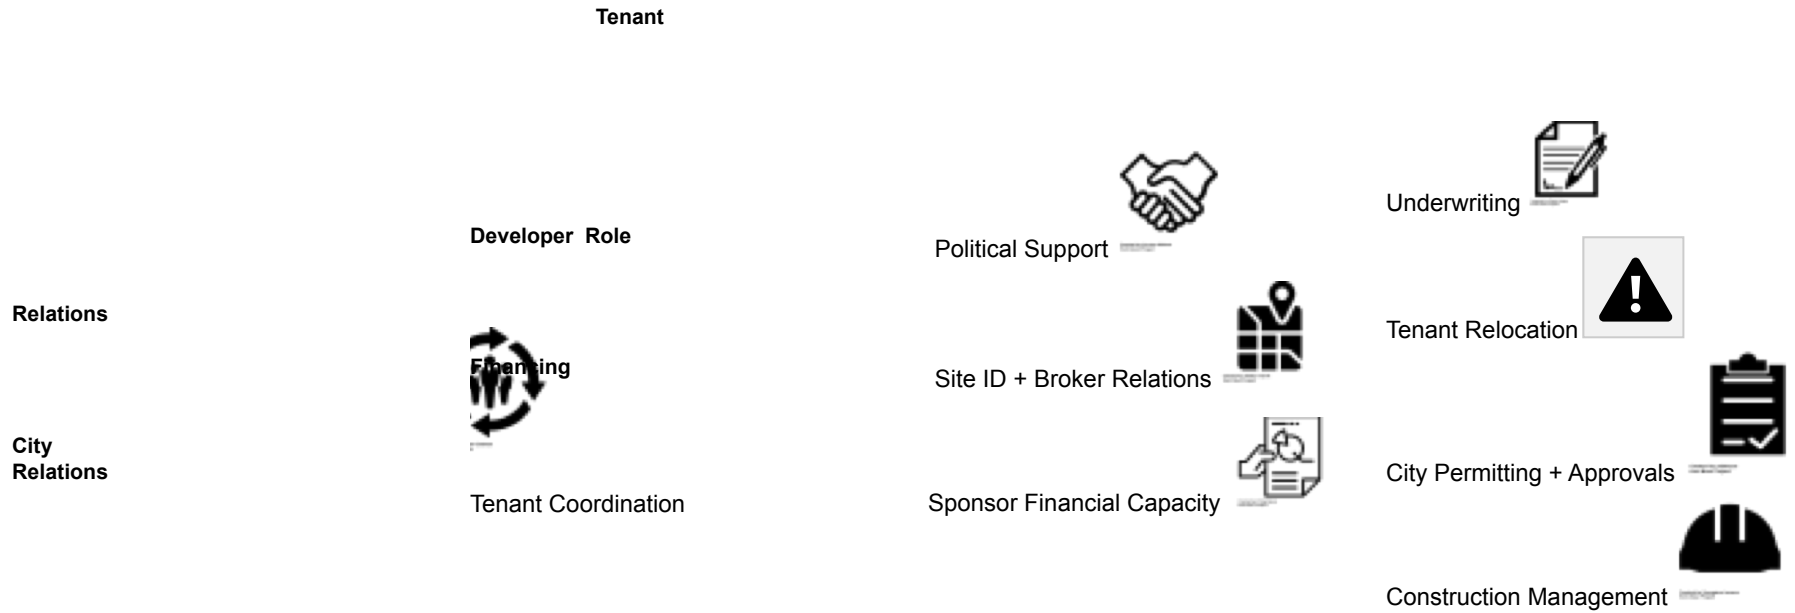 Tenant
Underwriting
Developer Role
Political Support
Relations
Tenant Relocation
Financing
Site ID + Broker Relations
City
Relations
City Permitting + Approvals
Tenant Coordination
Sponsor Financial Capacity
Construction Management